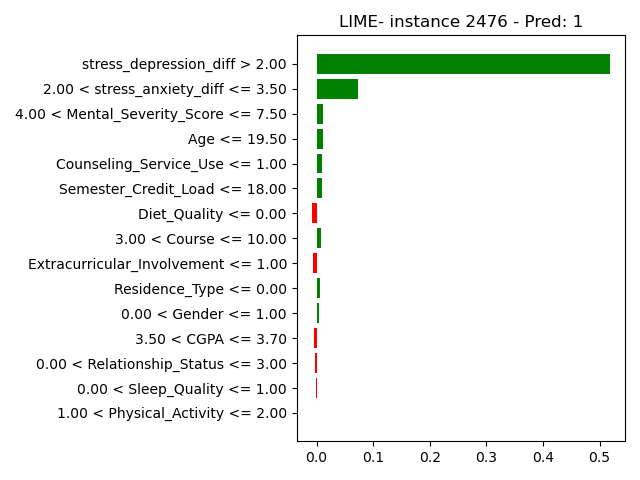 LIME- instance 2476 - Pred: 1
stress_depression_diff > 2.00
2.00 < stress_anxiety_diff <= 3.50
4.00 < Mental_Severity_Score <= 7.50
Age <= 19.50
Counseling_Service_Use <= 1.00
Semester_Credit_Load <= 18.00
Diet_Quality <= 0.00
3.00 < Course <= 10.00
Extracurricular_Involvement <= 1.00
Residence_Type <= 0.00
0.00 < Gender <= 1.00
3.50 < CGPA <= 3.70
0.00 < Relationship_Status <= 3.00
0.00 < Sleep_Quality <= 1.00
1.00 < Physical_Activity <= 2.00
0.0 0.1 0.2 0.3 0.4 0.5